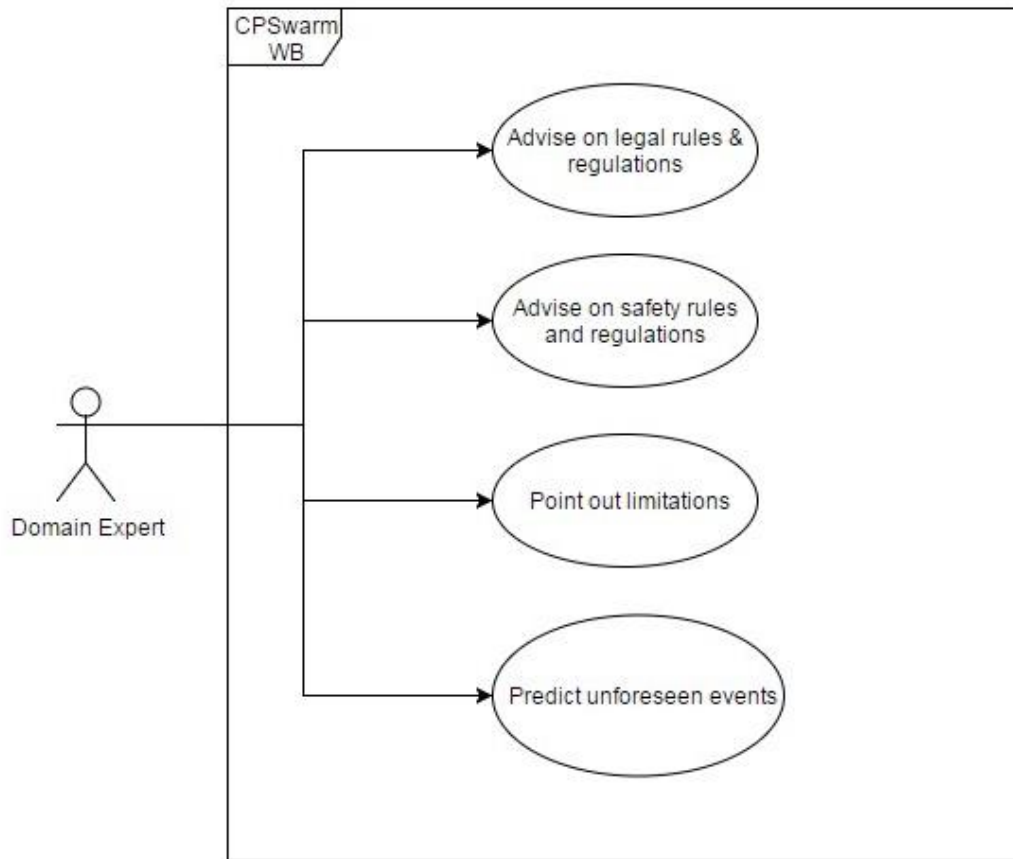 CPSwarm
WB
Advise on legal rules &
regulations
Advise on safety rules
and regulations
Domain Expert
Point out limitations
Predict unforeseen events